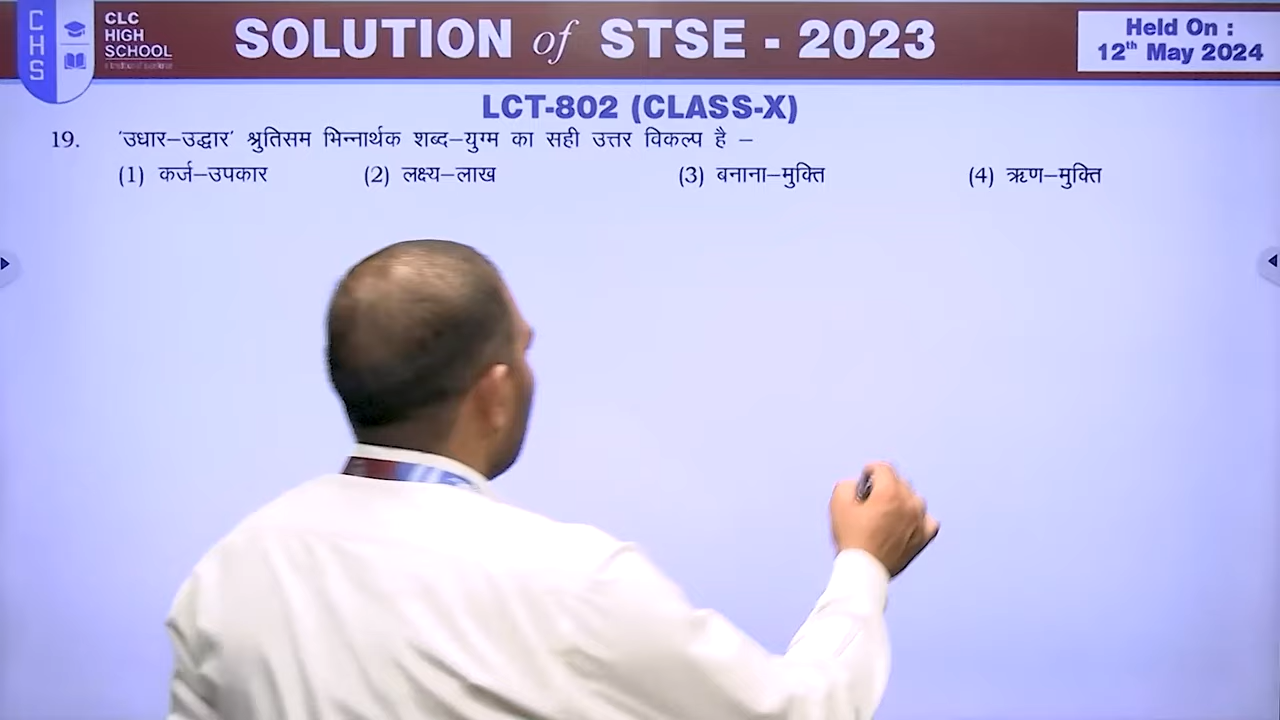 CHS
CLC
HIGH
SCHOOL
SOLUTION of STSE - 2023
Held On :
12th May 2024
LCT-802 (CLASS-X)
19. 'उधार–उद्धार' श्रुतिसम भिन्नार्थक शब्द–युग्म का सही उत्तर विकल्प है –
(1) कर्ज–उपकार (2) लक्ष्य–लाख (3) बनाना–मुक्ति (4) ऋण–मुक्ति